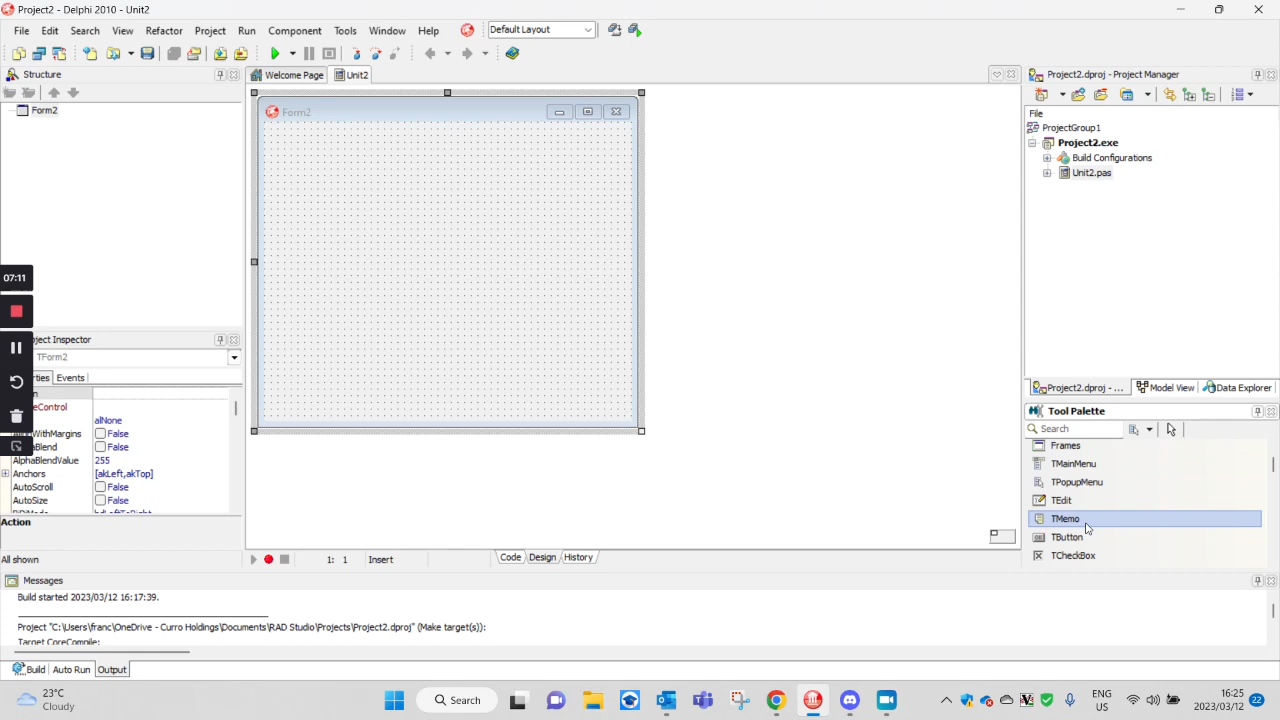 Project2 - Delphi 2010 - Unit2
File Edit Search View Refactor Project Run Component Tools Window Help Default Layout
Structure
Form2
Welcome Page Unit2
Form2
Project2.dproj - Project Manager
File
ProjectGroup1
Project2.exe
Build Configurations
Unit2.pas
07:11
ject Inspector
TForm2
ties Events
Control
alNone
WithMargins False
Blend False
AlphaBlendValue 255
Anchors [akLeft,akTop]
AutoScroll False
AutoSize False
BiDiMode bdLeftToRight
Action
All shown
1: 1 Insert
Code Design History
Project2.dproj - ... Model View Data Explorer
Tool Palette
Search
Frames
TMainMenu
TPopupMenu
TEdit
TMemo
TButton
TCheckBox
Messages
Build started 2023/03/12 16:17:39.
Project "C:\Users\franc\OneDrive - Curro Holdings\Documents\RAD Studio\Projects\Project2.dproj" (Make target(s)):
Target CoreCompile:
Build Auto Run Output
23°C
Cloudy
Search
ENG
US
16:25
2023/03/12
22